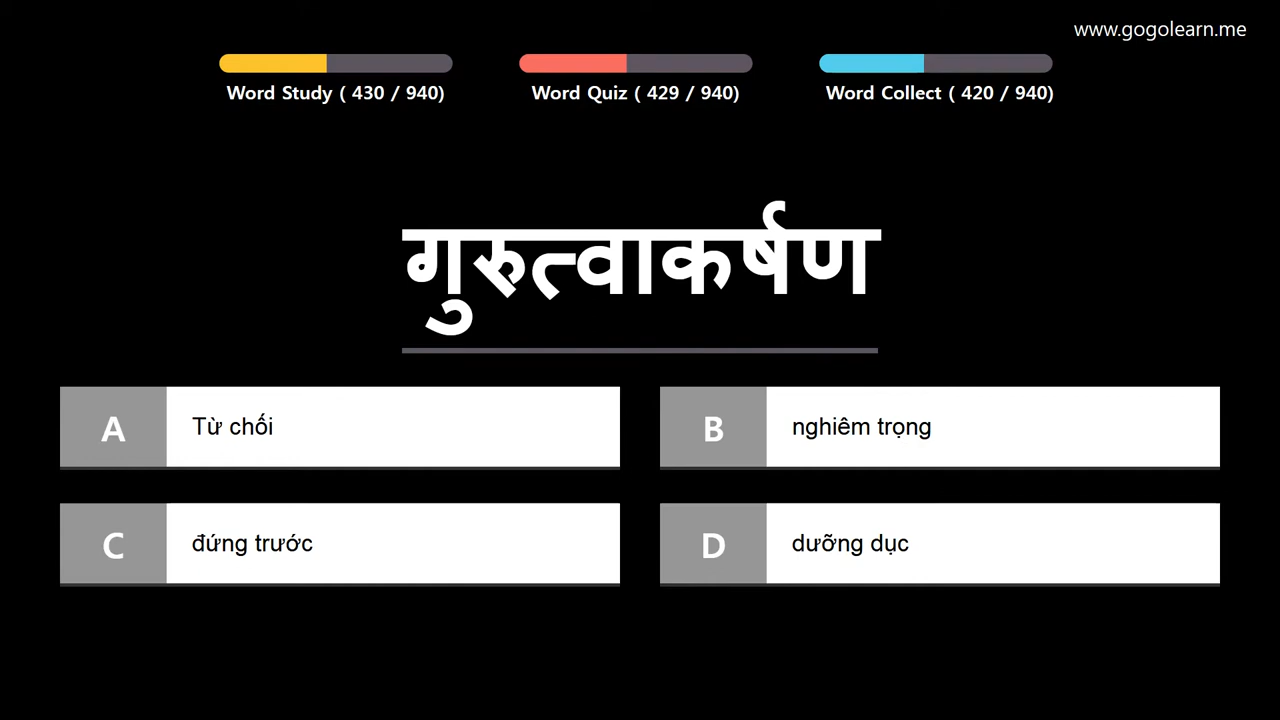 www.gogolearn.me
Word Study ( 430 / 940)
Word Quiz ( 429 / 940)
Word Collect ( 420 / 940)
गुरुत्वाकर्षण
A Từ chối
B nghiêm trọng
C đứng trước
D dưỡng dục